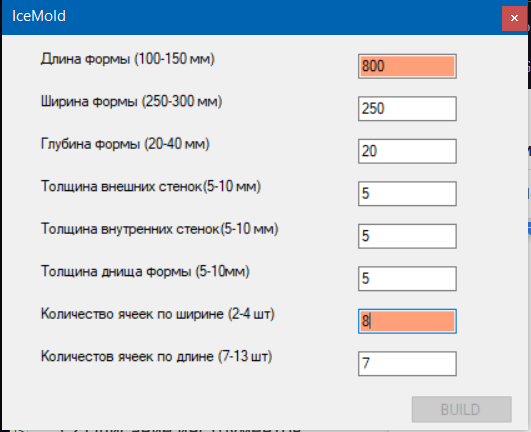 IceMold
Длина формы (100-150 мм)
800
Ширина формы (250-300 мм)
250
Глубина формы (20-40 мм)
20
Толщина внешних стенок(5-10 мм)
5
Толщина внутренних стенок(5-10 мм)
5
Толщина днища формы (5-10мм)
5
Количество ячеек по ширине (2-4 шт)
8
Количестов ячеек по длине (7-13 шт)
7
BUILD